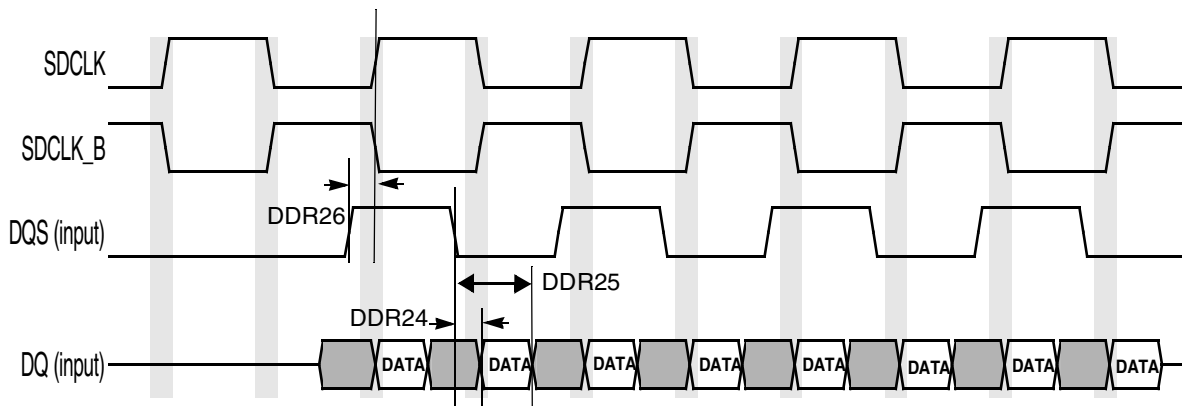 SDCLK
SDCLK_B
DDR26
DQS (input)
DDR25
DDR24
DQ (input)
DATA DATA DATA DATA DATA DATA DATA DATA